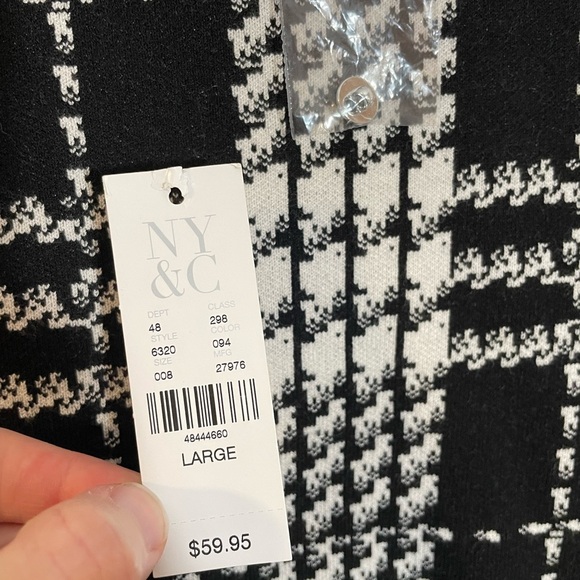 NY
&C
DEPT CLASS
48 298
STYLE COLOR
6320 094
SIZE MFG
008 27976
48444660
LARGE
$59.95